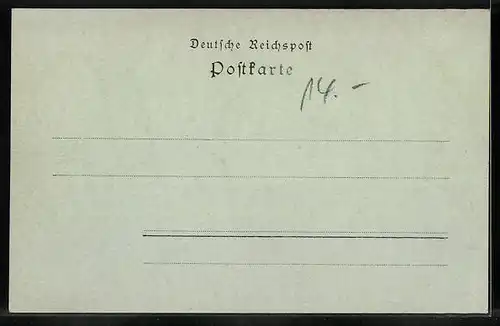 Deutsche Reichspost
Postkarte
14.-